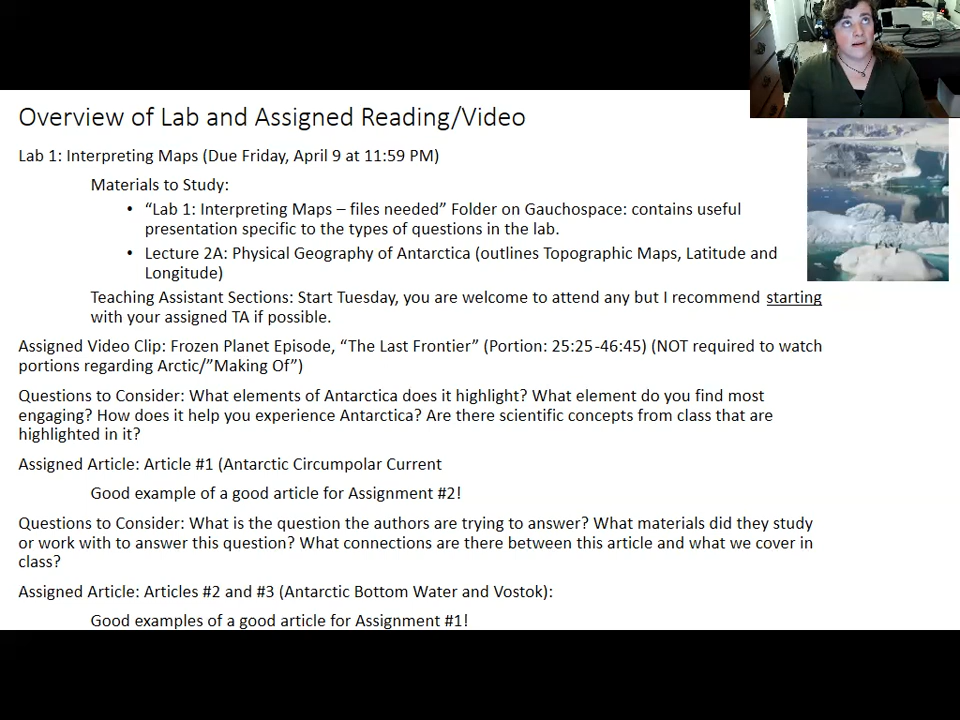 Overview of Lab and Assigned Reading/Video
Lab 1: Interpreting Maps (Due Friday, April 9 at 11:59 PM)
Materials to Study:
• “Lab 1: Interpreting Maps – files needed” Folder on Gauchospace: contains useful
presentation specific to the types of questions in the lab.
• Lecture 2A: Physical Geography of Antarctica (outlines Topographic Maps, Latitude and
Longitude)
Teaching Assistant Sections: Start Tuesday, you are welcome to attend any but I recommend starting
with your assigned TA if possible.
Assigned Video Clip: Frozen Planet Episode, “The Last Frontier” (Portion: 25:25-46:45) (NOT required to watch
portions regarding Arctic/”Making Of”)
Questions to Consider: What elements of Antarctica does it highlight? What element do you find most
engaging? How does it help you experience Antarctica? Are there scientific concepts from class that are
highlighted in it?
Assigned Article: Article #1 (Antarctic Circumpolar Current
Good example of a good article for Assignment #2!
Questions to Consider: What is the question the authors are trying to answer? What materials did they study
or work with to answer this question? What connections are there between this article and what we cover in
class?
Assigned Article: Articles #2 and #3 (Antarctic Bottom Water and Vostok):
Good examples of a good article for Assignment #1!